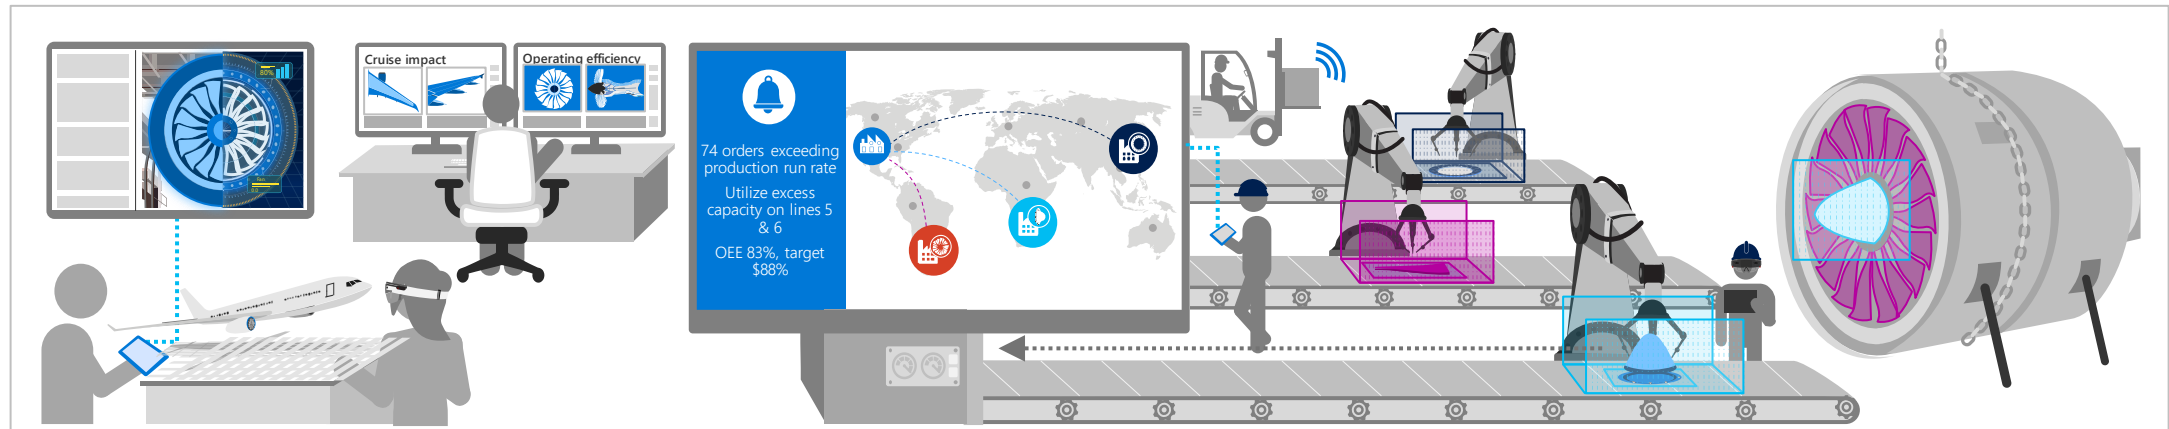 80%
Cruise impact
Operating efficiency
74 orders exceeding
production run rate
Utilize excess
capacity on lines 5
& 6
OEE 83%, target
$88%